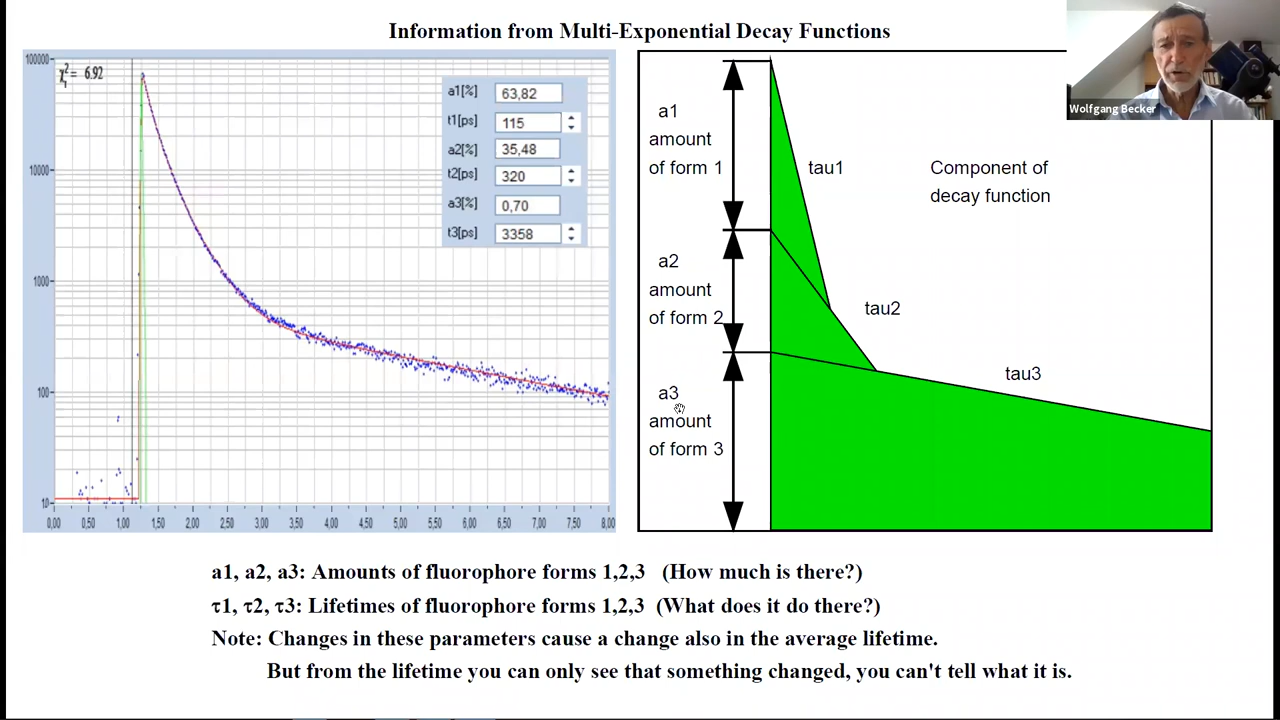 Information from Multi-Exponential Decay Functions
Wolfgang Becker
100000
10000
1000
100
10
χ²₁= 6.92
a1[%] 63,82
t1[ps] 115
a2[%] 35,48
t2[ps] 320
a3[%] 0,70
t3[ps] 3358
0,00 0,50 1,00 1,50 2,00 2,50 3,00 3,50 4,00 4,50 5,00 5,50 6,00 6,50 7,00 7,50 8,00
a1
amount
of form 1
tau1
Component of
decay function
a2
amount
of form 2
tau2
a3
amount
of form 3
tau3
a1, a2, a3: Amounts of fluorophore forms 1,2,3 (How much is there?)
τ1, τ2, τ3: Lifetimes of fluorophore forms 1,2,3 (What does it do there?)
Note: Changes in these parameters cause a change also in the average lifetime.
But from the lifetime you can only see that something changed, you can't tell what it is.